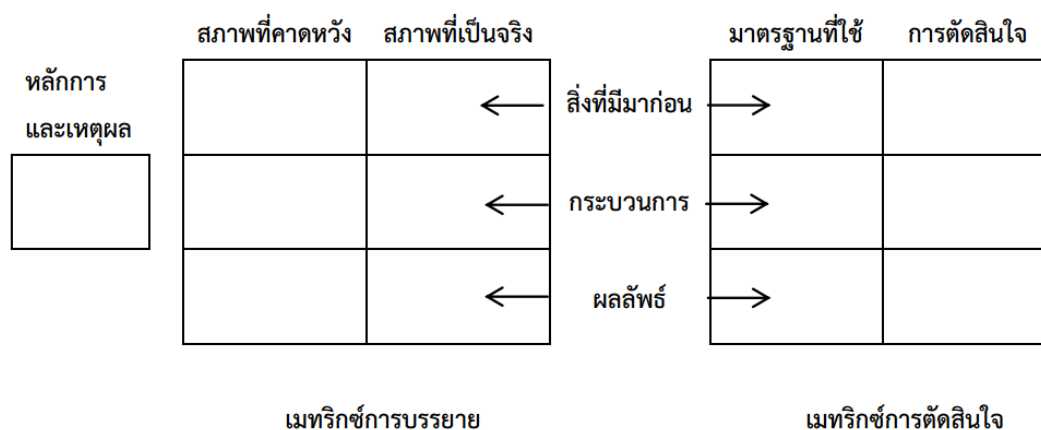 สภาพที่คาดหวัง สภาพที่เป็นจริง มาตรฐานที่ใช้ การตัดสินใจ
หลักการ
และเหตุผล
สิ่งที่มีมาก่อน
กระบวนการ
ผลลัพธ์
เมทริกซ์การบรรยาย เมทริกซ์การตัดสินใจ